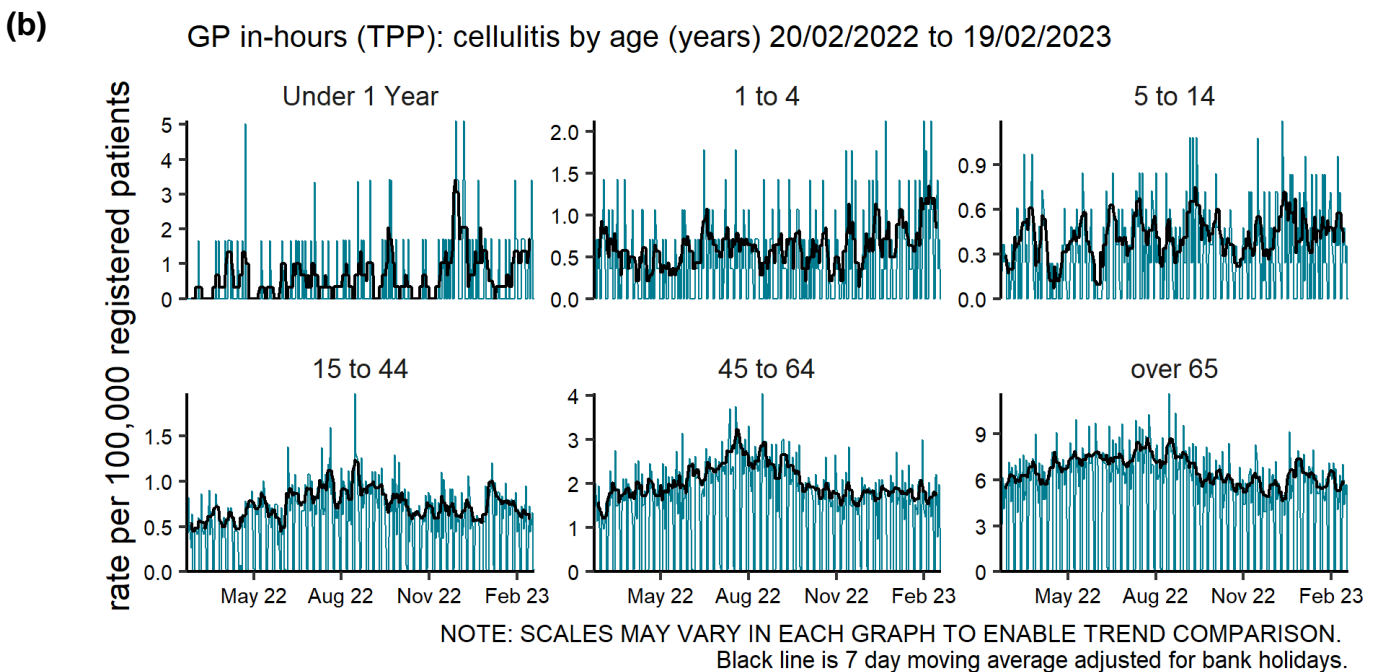 (b)
GP in-hours (TPP): cellulitis by age (years) 20/02/2022 to 19/02/2023
rate per 100,000 registered patients
Under 1 Year
5
4
3
2
1
0
1 to 4
2.0
1.5
1.0
0.5
0.0
5 to 14
0.9
0.6
0.3
0.0
15 to 44
1.5
1.0
0.5
0.0
May 22 Aug 22 Nov 22 Feb 23
45 to 64
4
3
2
1
0
May 22 Aug 22 Nov 22 Feb 23
over 65
9
6
3
0
May 22 Aug 22 Nov 22 Feb 23
NOTE: SCALES MAY VARY IN EACH GRAPH TO ENABLE TREND COMPARISON.
Black line is 7 day moving average adjusted for bank holidays.